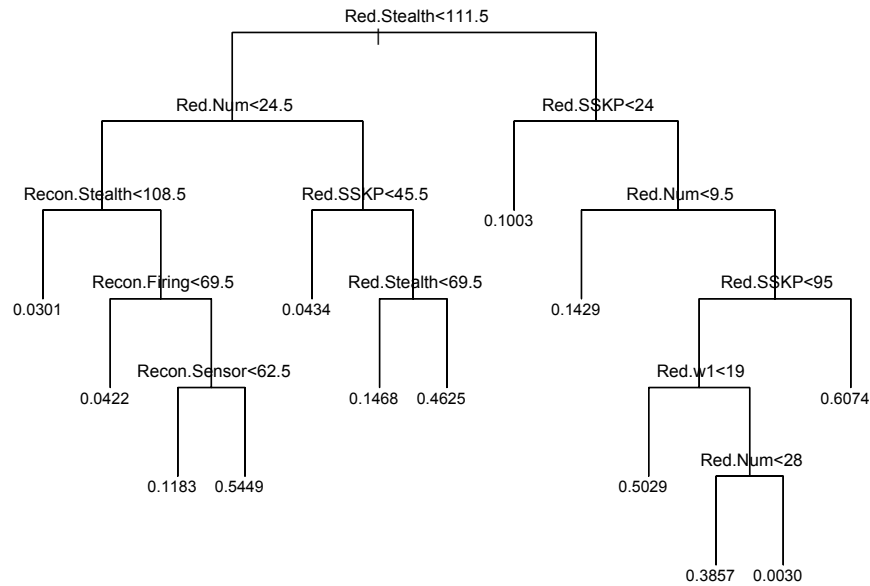 Red.Stealth<111.5
Red.Num<24.5
Red.SSKP<24
Recon.Stealth<108.5
Red.SSKP<45.5
Red.Num<9.5
0.1003
Recon.Firing<69.5
Red.Stealth<69.5
Red.SSKP<95
0.0301
0.0434
0.1429
Recon.Sensor<62.5
Red.w1<19
0.0422
0.1468
0.4625
0.6074
Red.Num<28
0.1183
0.5449
0.5029
0.3857
0.0030